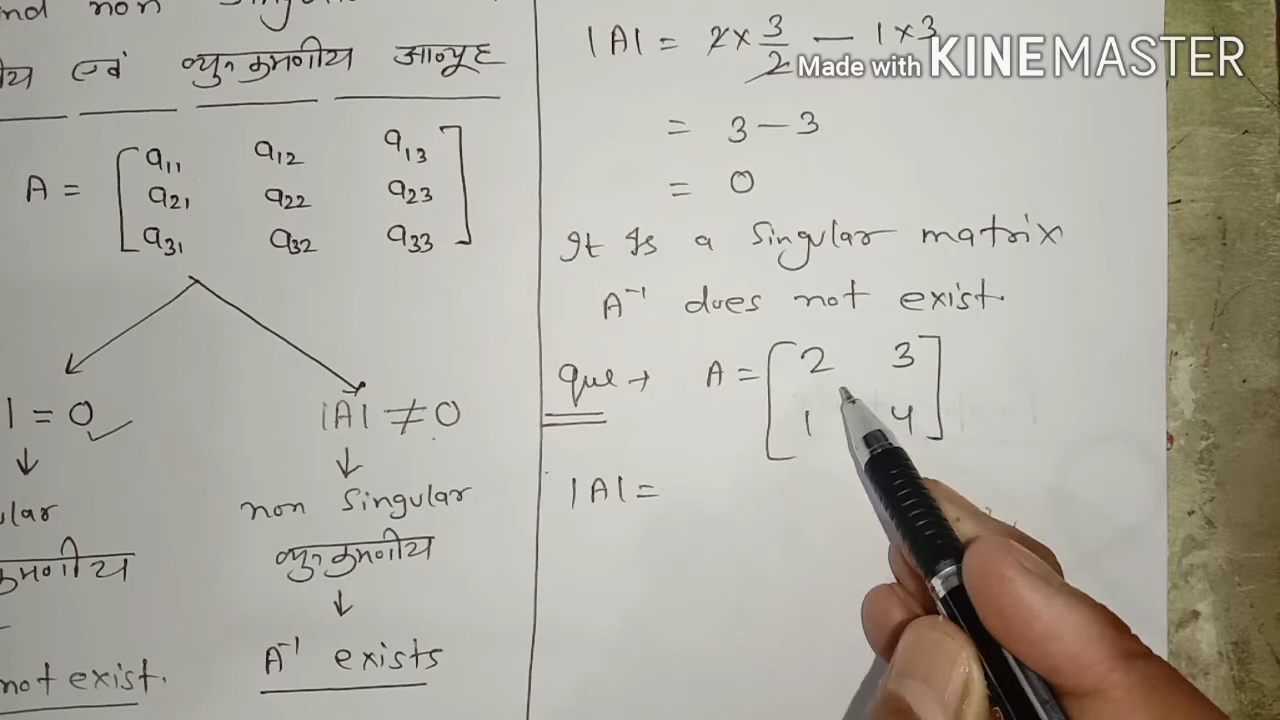 and non Singular
एवं व्युत्क्रमणीय आव्यूह
A = [ a11 a12 a13
a21 a22 a23
a31 a32 a33 ]
| = 0 ✓ |A| ≠ 0
↓ ↓
non Singular
व्युत्क्रमणीय
↓
A⁻¹ exists
not exist.
|A| = 2 × 3/2 — 1 × 3
Made with KINEMASTER
= 3 — 3
= 0
It Is a Singular matrix
A⁻¹ does not exist.
Que → A = [ 2 3
1 4 ]
|A| =